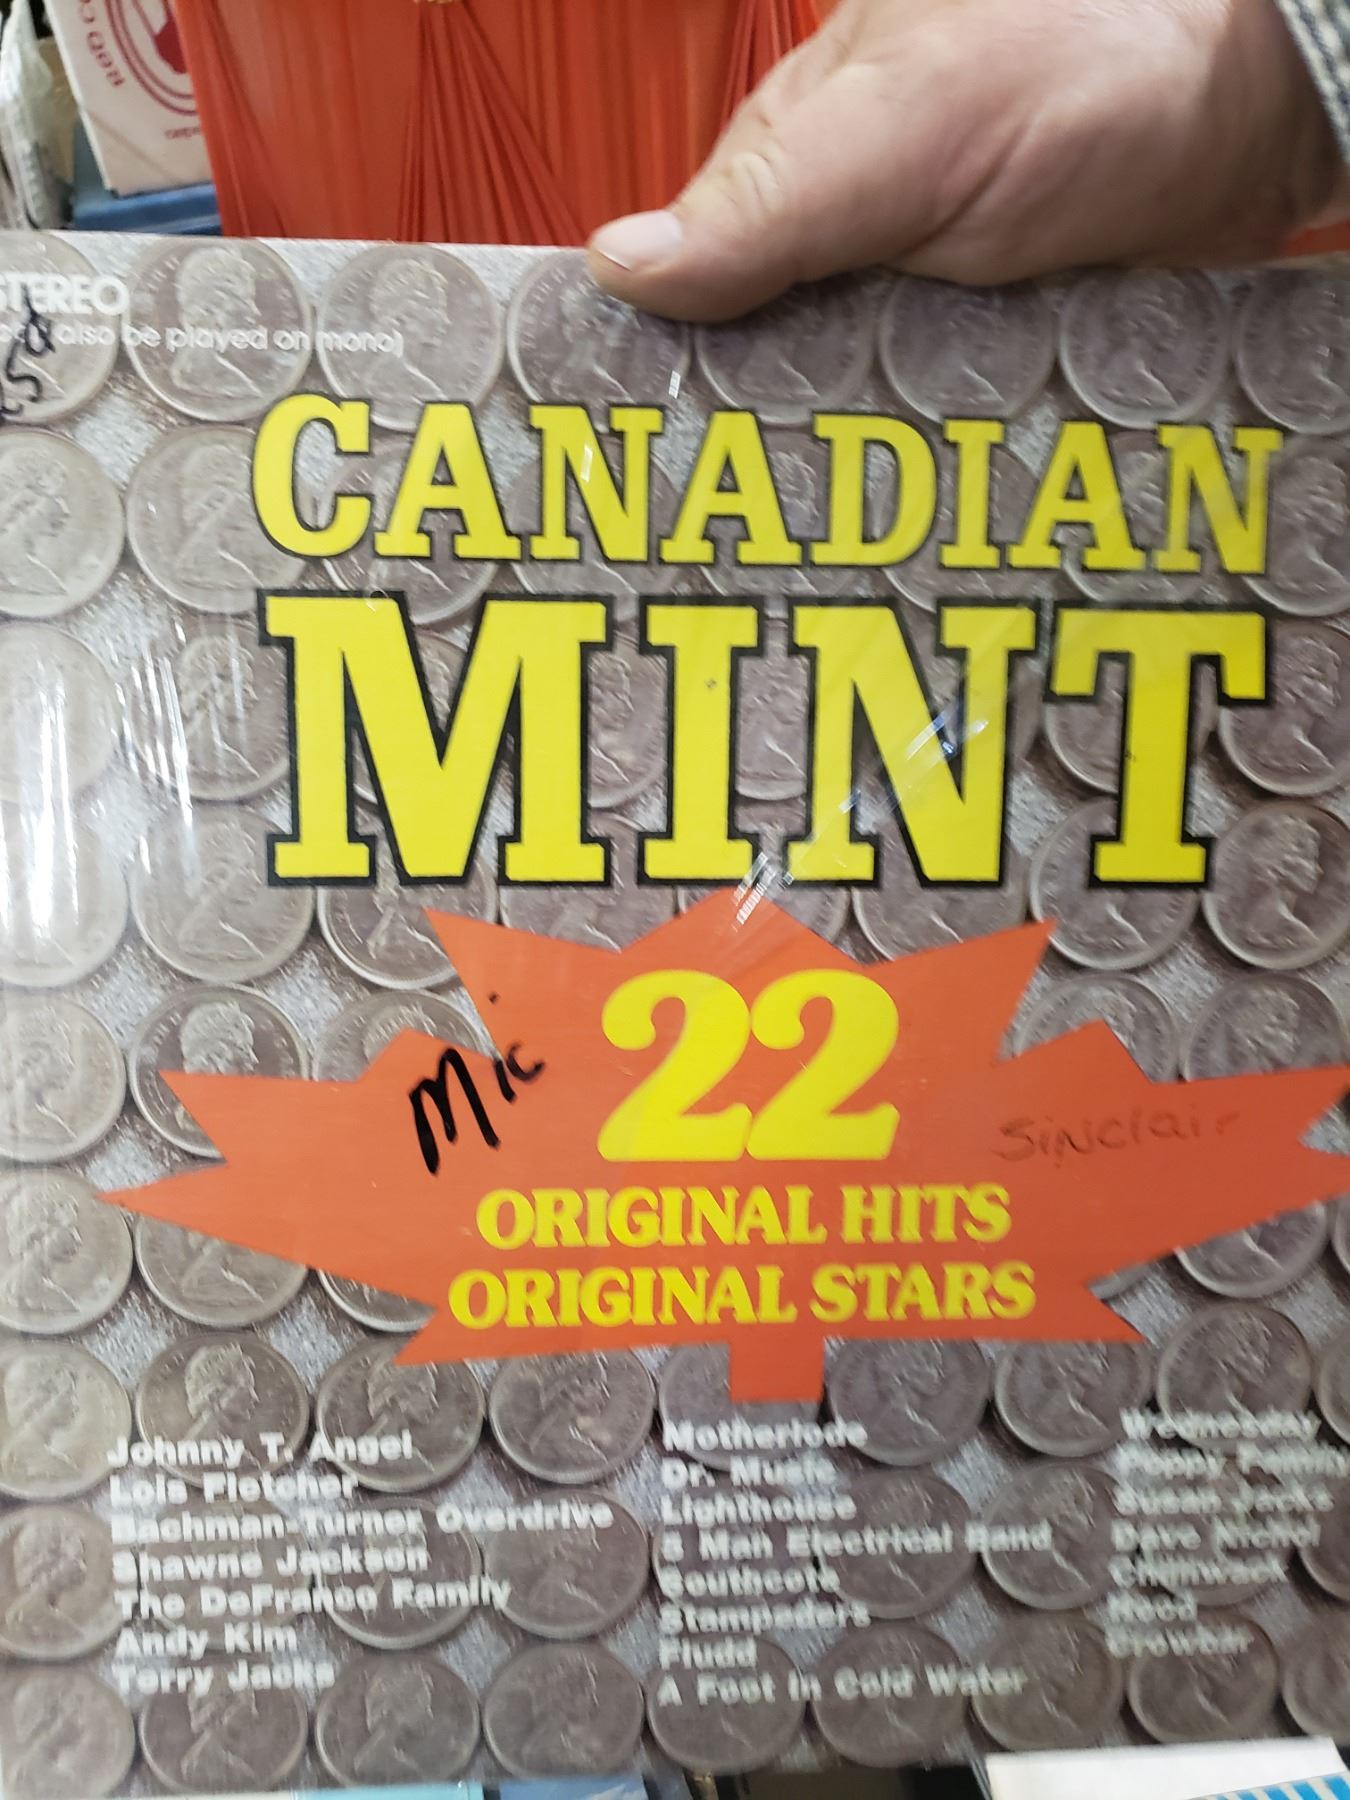 STEREO
also be played on mono)
CANADIAN
MINT
Mic
22
Sinclair
ORIGINAL HITS
ORIGINAL STARS
Johnny T. Angel
Lois Fletcher
Bachman-Turner Overdrive
Shawne Jackson
The DeFranco Family
Andy Kim
Terry Jacks
Motherlode
Dr. Music
Lighthouse
5 Man Electrical Band
Southcote
Stampeders
Fludd
A Foot In Cold Water
Wednesday
Poppy
Susan Jacks
Dave Nichol
Chilliwack
Crowbar